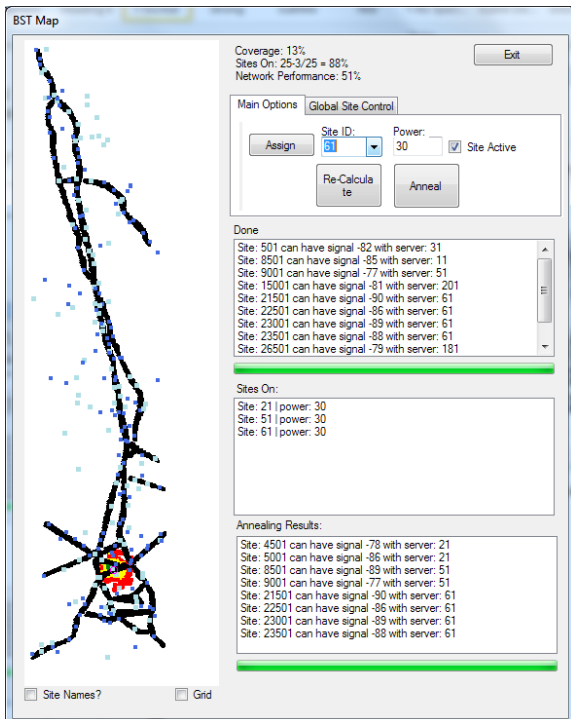 BST Map
Coverage: 13%
Sites On: 25-3/25 = 88%
Network Perfomance: 51%
Exit
Main Options
Global Site Control
Site ID:
Power:
Assign
61
30
Site Active
Re-Calcula
te
Anneal
Done
Site: 501 can have signal -82 with server: 31
Site: 8501 can have signal -85 with server: 11
Site: 9001 can have signal -77 with server: 51
Site: 15001 can have signal -81 with server: 201
Site: 21501 can have signal -90 with server: 61
Site: 22501 can have signal -86 with server: 61
Site: 23001 can have signal -89 with server: 61
Site: 23501 can have signal -88 with server: 61
Site: 26501 can have signal -79 with server: 181
Sites On:
Site: 21 | power: 30
Site: 51 | power: 30
Site: 61 | power: 30
Annealing Results:
Site: 4501 can have signal -78 with server: 21
Site: 5001 can have signal -86 with server: 21
Site: 8501 can have signal -89 with server: 51
Site: 9001 can have signal -77 with server: 51
Site: 21501 can have signal -90 with server: 61
Site: 22501 can have signal -86 with server: 61
Site: 23001 can have signal -89 with server: 61
Site: 23501 can have signal -88 with server: 61
Site Names?
Grid